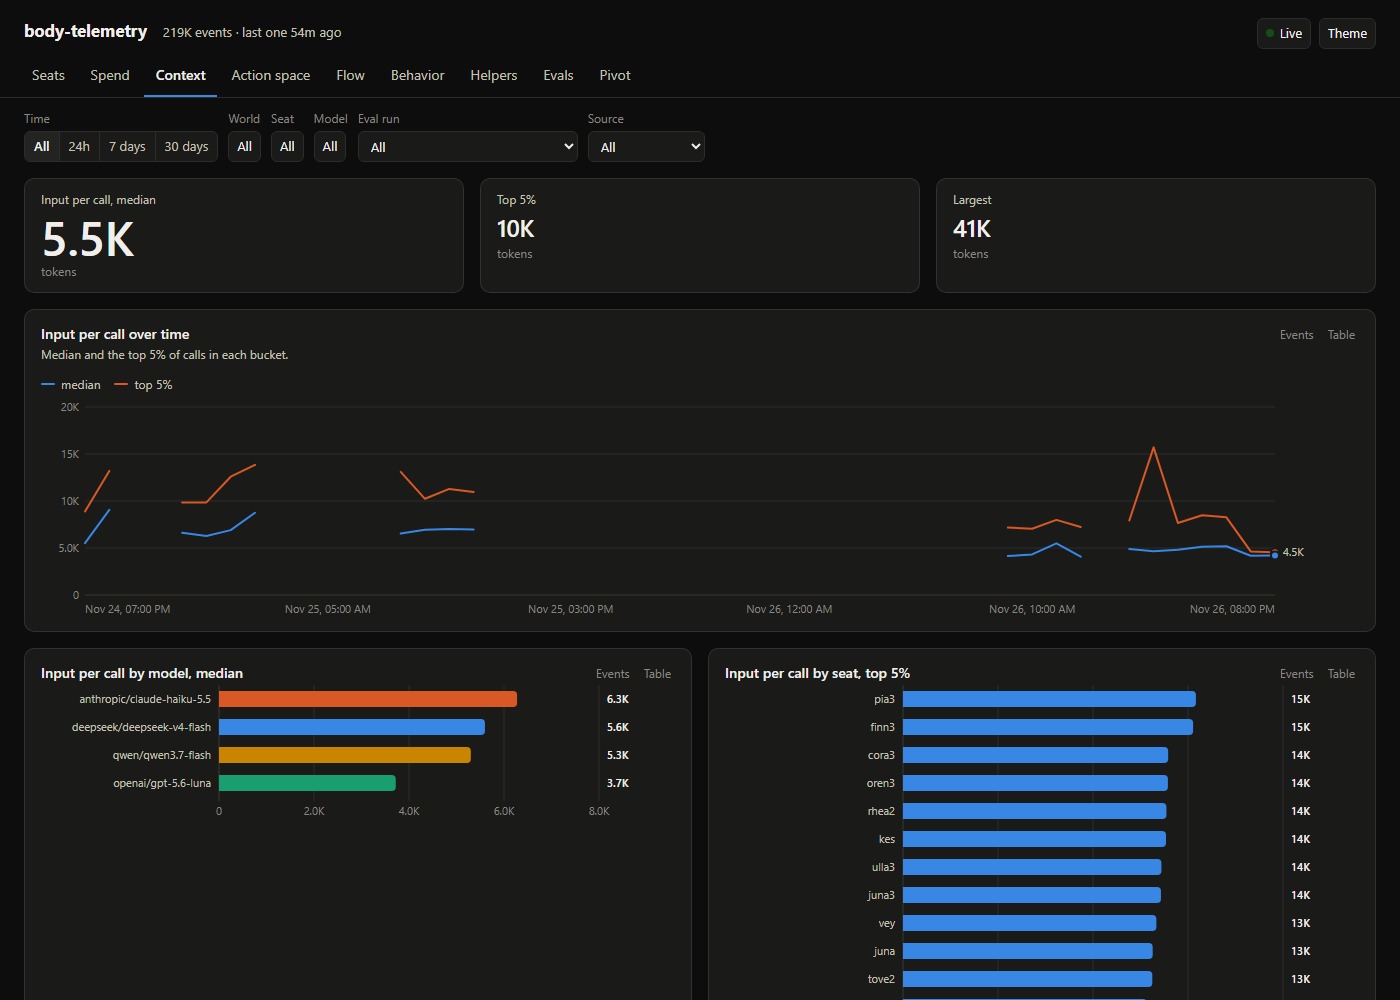 body-telemetry 219K events · last one 54m ago
Live Theme
Seats Spend Context Action space Flow Behavior Helpers Evals Pivot
Time World Seat Model Eval run Source
All 24h 7 days 30 days All All All All All
Input per call, median
5.5K
tokens
Top 5%
10K
tokens
Largest
41K
tokens
Input per call over time
Events Table
Median and the top 5% of calls in each bucket.
median top 5%
20K
15K
10K
5.0K
0
4.5K
Nov 24, 07:00 PM Nov 25, 05:00 AM Nov 25, 03:00 PM Nov 26, 12:00 AM Nov 26, 10:00 AM Nov 26, 08:00 PM
Input per call by model, median
Events Table
anthropic/claude-haiku-5.5 6.3K
deepseek/deepseek-v4-flash 5.6K
qwen/qwen3.7-flash 5.3K
openai/gpt-5.6-luna 3.7K
0 2.0K 4.0K 6.0K 8.0K
Input per call by seat, top 5%
Events Table
pia3 15K
finn3 15K
cora3 14K
oren3 14K
rhea2 14K
kes 14K
ulla3 14K
juna3 14K
vey 13K
juna 13K
tove2 13K